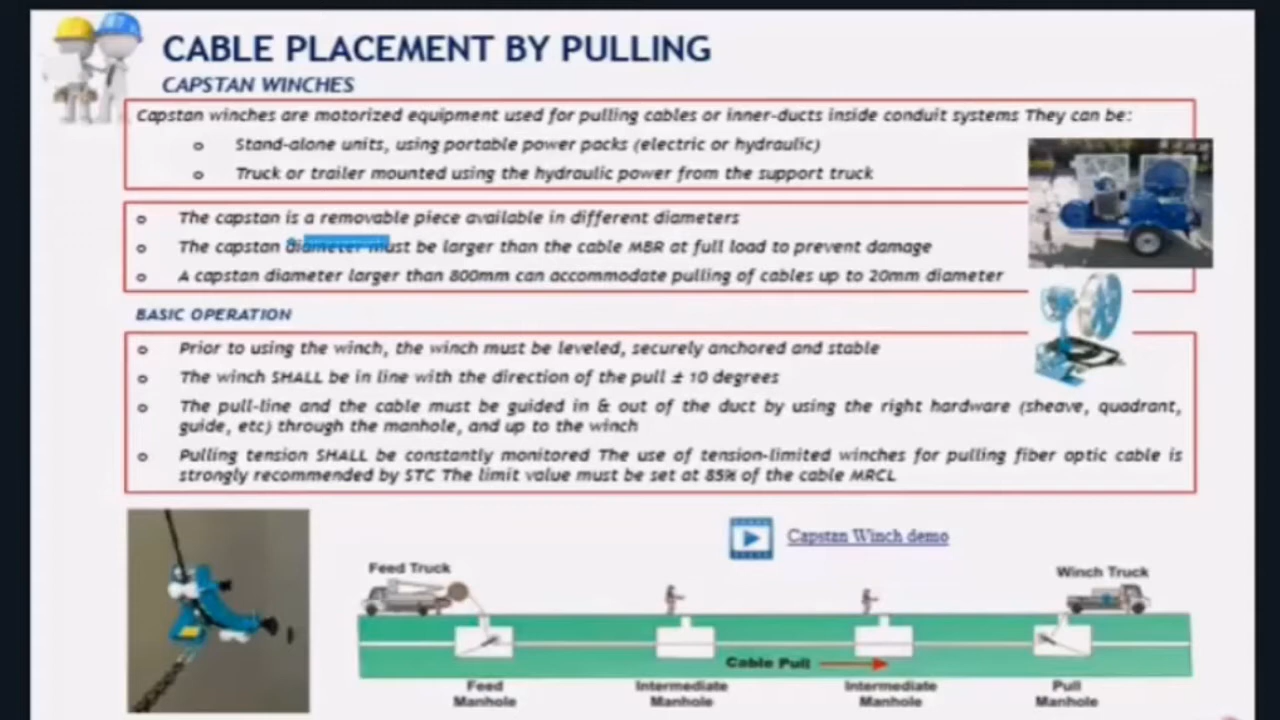 CABLE PLACEMENT BY PULLING
CAPSTAN WINCHES
Capstan winches are motorized equipment used for pulling cables or inner-ducts inside conduit systems They can be:
o Stand-alone units, using portable power packs (electric or hydraulic)
o Truck or trailer mounted using the hydraulic power from the support truck
o The capstan is a removable piece available in different diameters
o The capstan diameter must be larger than the cable MBR at full load to prevent damage
o A capstan diameter larger than 800mm can accommodate pulling of cables up to 20mm diameter
BASIC OPERATION
o Prior to using the winch, the winch must be leveled, securely anchored and stable
o The winch SHALL be in line with the direction of the pull ± 10 degrees
o The pull-line and the cable must be guided in & out of the duct by using the right hardware (sheave, quadrant,
guide, etc) through the manhole, and up to the winch
o Pulling tension SHALL be constantly monitored The use of tension-limited winches for pulling fiber optic cable is
strongly recommended by STC The limit value must be set at 85% of the cable MRCL
Capstan Winch demo
Feed Truck
Winch Truck
Cable Pull
Feed
Manhole
Intermediate
Manhole
Intermediate
Manhole
Pull
Manhole